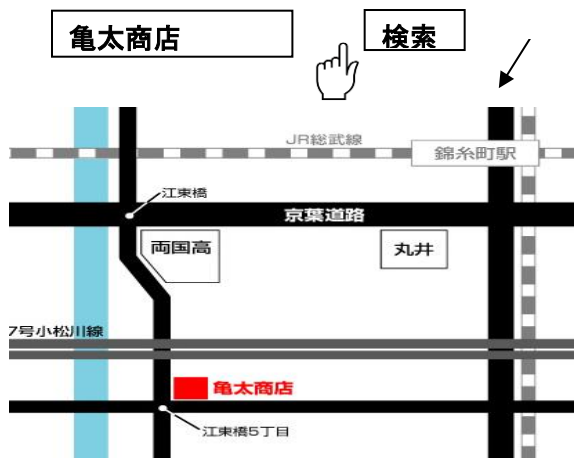 亀太商店
検索
JR総武線
錦糸町駅
江東橋
京葉道路
両国高
丸井
7号小松川線
亀太商店
江東橋5丁目